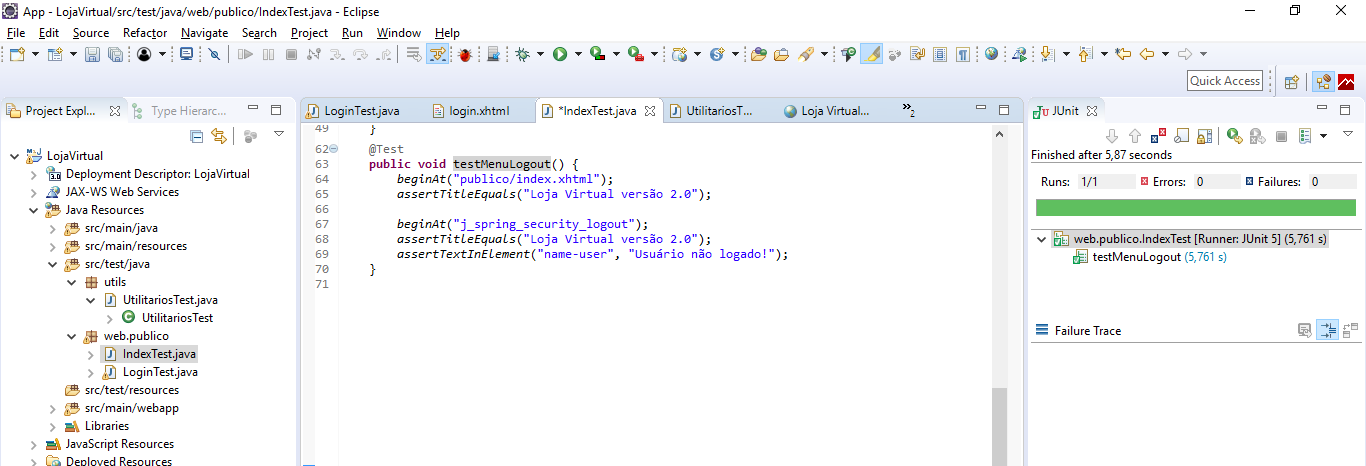 App - LojaVirtual/src/test/java/web/publico/IndexTest.java - Eclipse
File Edit Source Refactor Navigate Search Project Run Window Help
Quick Access
Project Expl... Type Hierarc...
LojaVirtual
Deployment Descriptor: LojaVirtual
JAX-WS Web Services
Java Resources
src/main/java
src/main/resources
src/test/java
utils
UtilitariosTest.java
UtilitariosTest
web.publico
IndexTest.java
LoginTest.java
src/test/resources
src/main/webapp
Libraries
JavaScript Resources
Deployed Resources
LoginTest.java login.xhtml *IndexTest.java UtilitariosT... Loja Virtual... »2
49 }
62 @Test
63 public void testMenuLogout() {
64 beginAt("publico/index.xhtml");
65 assertTitleEquals("Loja Virtual versão 2.0");
66
67 beginAt("j_spring_security_logout");
68 assertTitleEquals("Loja Virtual versão 2.0");
69 assertTextInElement("name-user", "Usuário não logado!");
70 }
71
JUnit
Finished after 5,87 seconds
Runs: 1/1 Errors: 0 Failures: 0
web.publico.IndexTest [Runner: JUnit 5] (5,761 s)
testMenuLogout (5,761 s)
Failure Trace